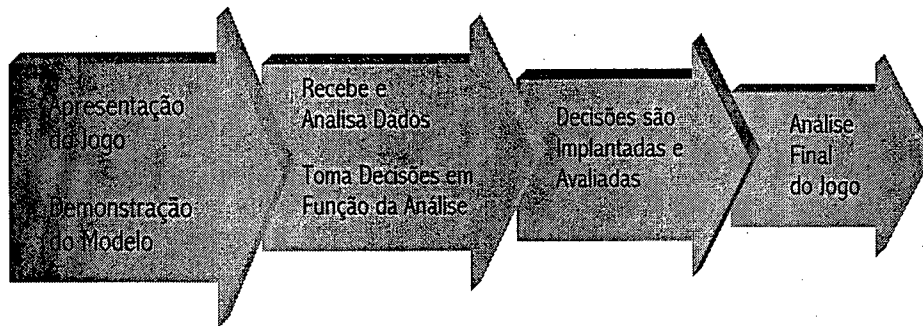 Apresentação
do Jogo
Demonstração
do Modelo
Recebe e
Analisa Dados
Toma Decisões em
Função da Análise
Decisões são
Implantadas e
Avaliadas
Análise
Final
do Jogo